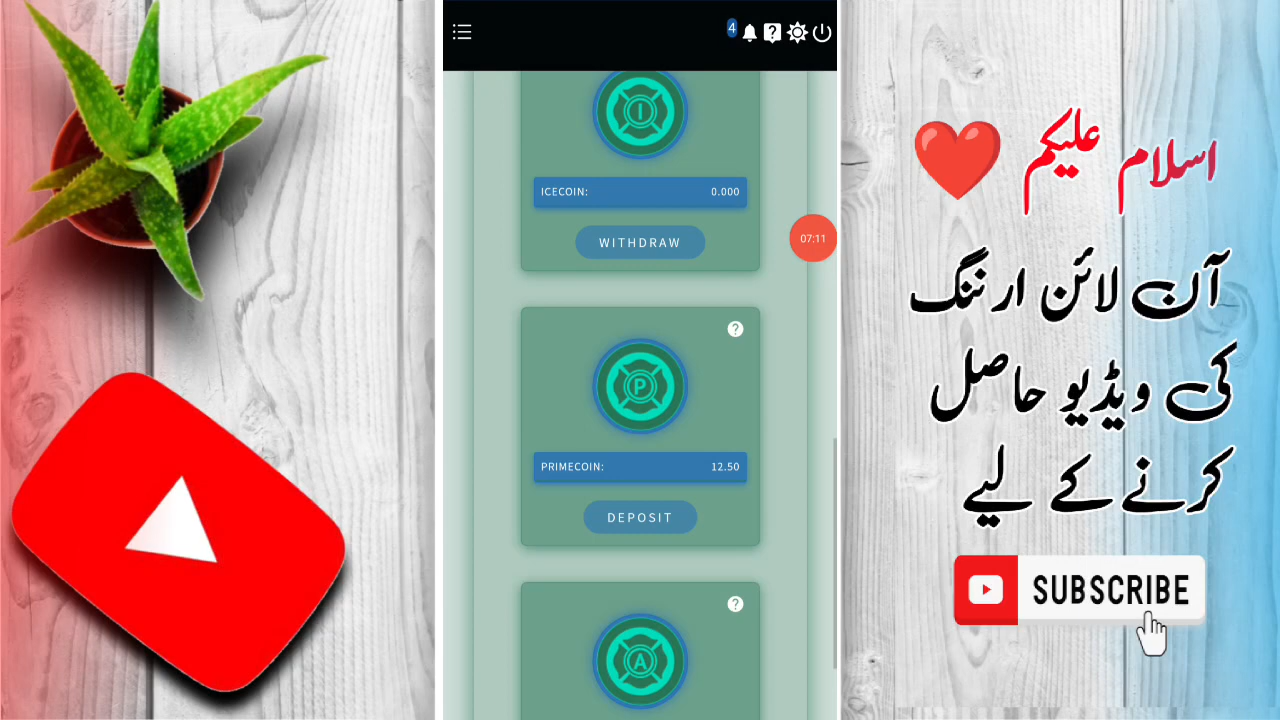 4
I
ICECOIN: 0.000
WITHDRAW
07:11
?
P
PRIMECOIN: 12.50
DEPOSIT
?
A
اسلام علیکم
آن لائن ارننگ
کی ویڈیو حاصل
کرنے کے لیے
SUBSCRIBE